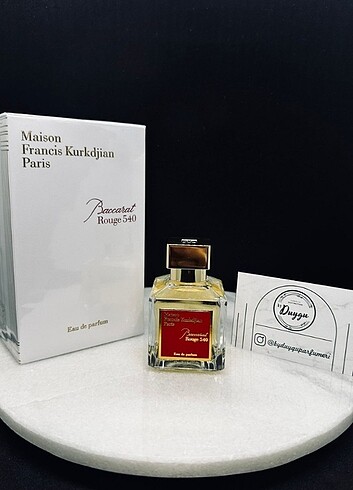 Maison
Francis Kurkdjian
Paris
Baccarat
Rouge 540
Eau de parfum
Maison
Francis Kurkdjian
Paris
Baccarat
Rouge 540
Eau de parfum
Duygu
@byduyguparfumeri